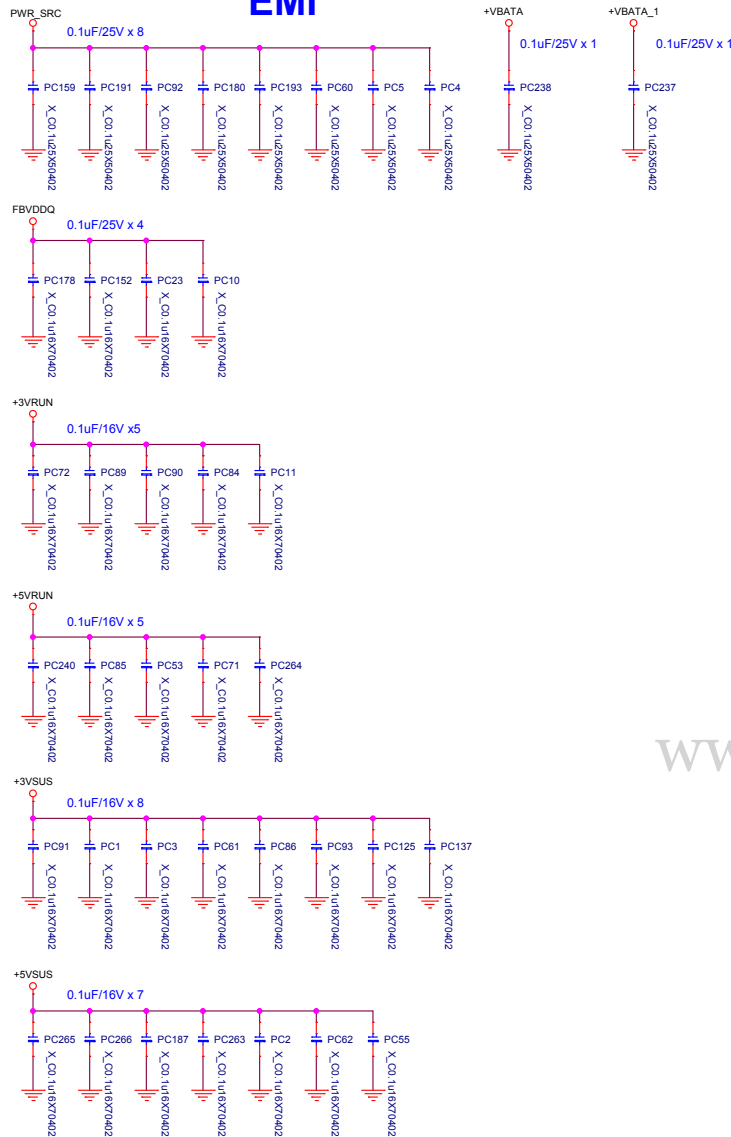 EMI
PWR_SRC
0.1uF/25V x 8
PC159 PC191 PC92 PC180 PC193 PC60 PC5 PC4
X_C0.1u25X50402 X_C0.1u25X50402 X_C0.1u25X50402 X_C0.1u25X50402 X_C0.1u25X50402 X_C0.1u25X50402 X_C0.1u25X50402 X_C0.1u25X50402
+VBATA
0.1uF/25V x 1
PC238
X_C0.1u25X50402
+VBATA_1
0.1uF/25V x 1
PC237
X_C0.1u25X50402
FBVDDQ
0.1uF/25V x 4
PC178 PC152 PC23 PC10
X_C0.1u16X70402 X_C0.1u16X70402 X_C0.1u16X70402 X_C0.1u16X70402
+3VRUN
0.1uF/16V x5
PC72 PC89 PC90 PC84 PC11
X_C0.1u16X70402 X_C0.1u16X70402 X_C0.1u16X70402 X_C0.1u16X70402 X_C0.1u16X70402
+5VRUN
0.1uF/16V x 5
PC240 PC85 PC53 PC71 PC264
X_C0.1u16X70402 X_C0.1u16X70402 X_C0.1u16X70402 X_C0.1u16X70402 X_C0.1u16X70402
ww
+3VSUS
0.1uF/16V x 8
PC91 PC1 PC3 PC61 PC86 PC93 PC125 PC137
X_C0.1u16X70402 X_C0.1u16X70402 X_C0.1u16X70402 X_C0.1u16X70402 X_C0.1u16X70402 X_C0.1u16X70402 X_C0.1u16X70402 X_C0.1u16X70402
+5VSUS
0.1uF/16V x 7
PC265 PC266 PC187 PC263 PC2 PC62 PC55
X_C0.1u16X70402 X_C0.1u16X70402 X_C0.1u16X70402 X_C0.1u16X70402 X_C0.1u16X70402 X_C0.1u16X70402 X_C0.1u16X70402